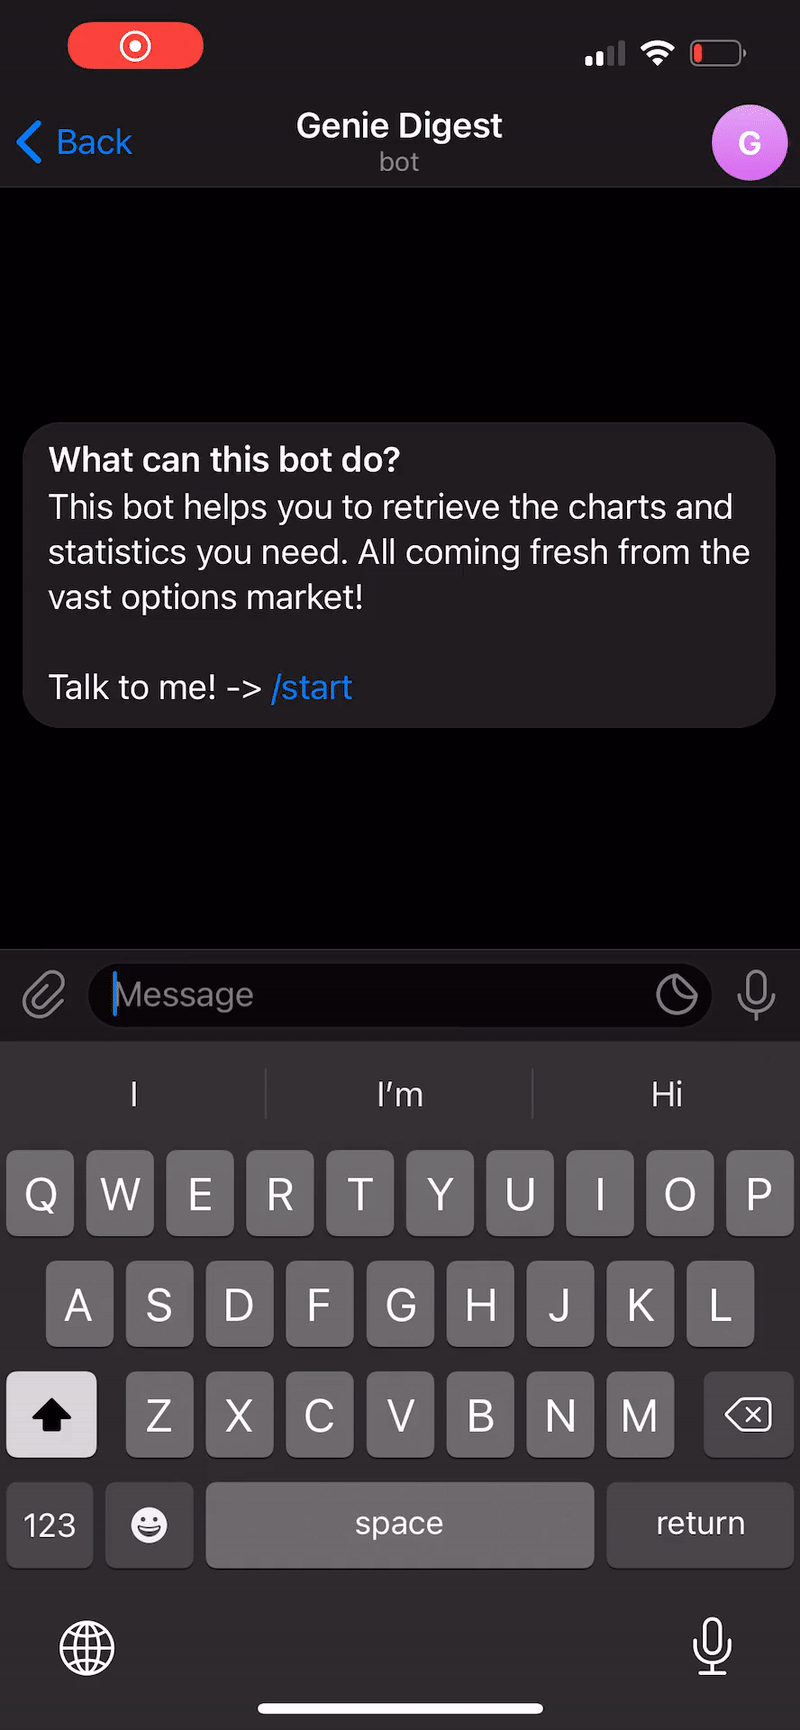 Back
Genie Digest
bot
G
What can this bot do?
This bot helps you to retrieve the charts and
statistics you need. All coming fresh from the
vast options market!
Talk to me! -> /start
Message
I I'm Hi
Q W E R T Y U I O P
A S D F G H J K L
Z X C V B N M
123 space return